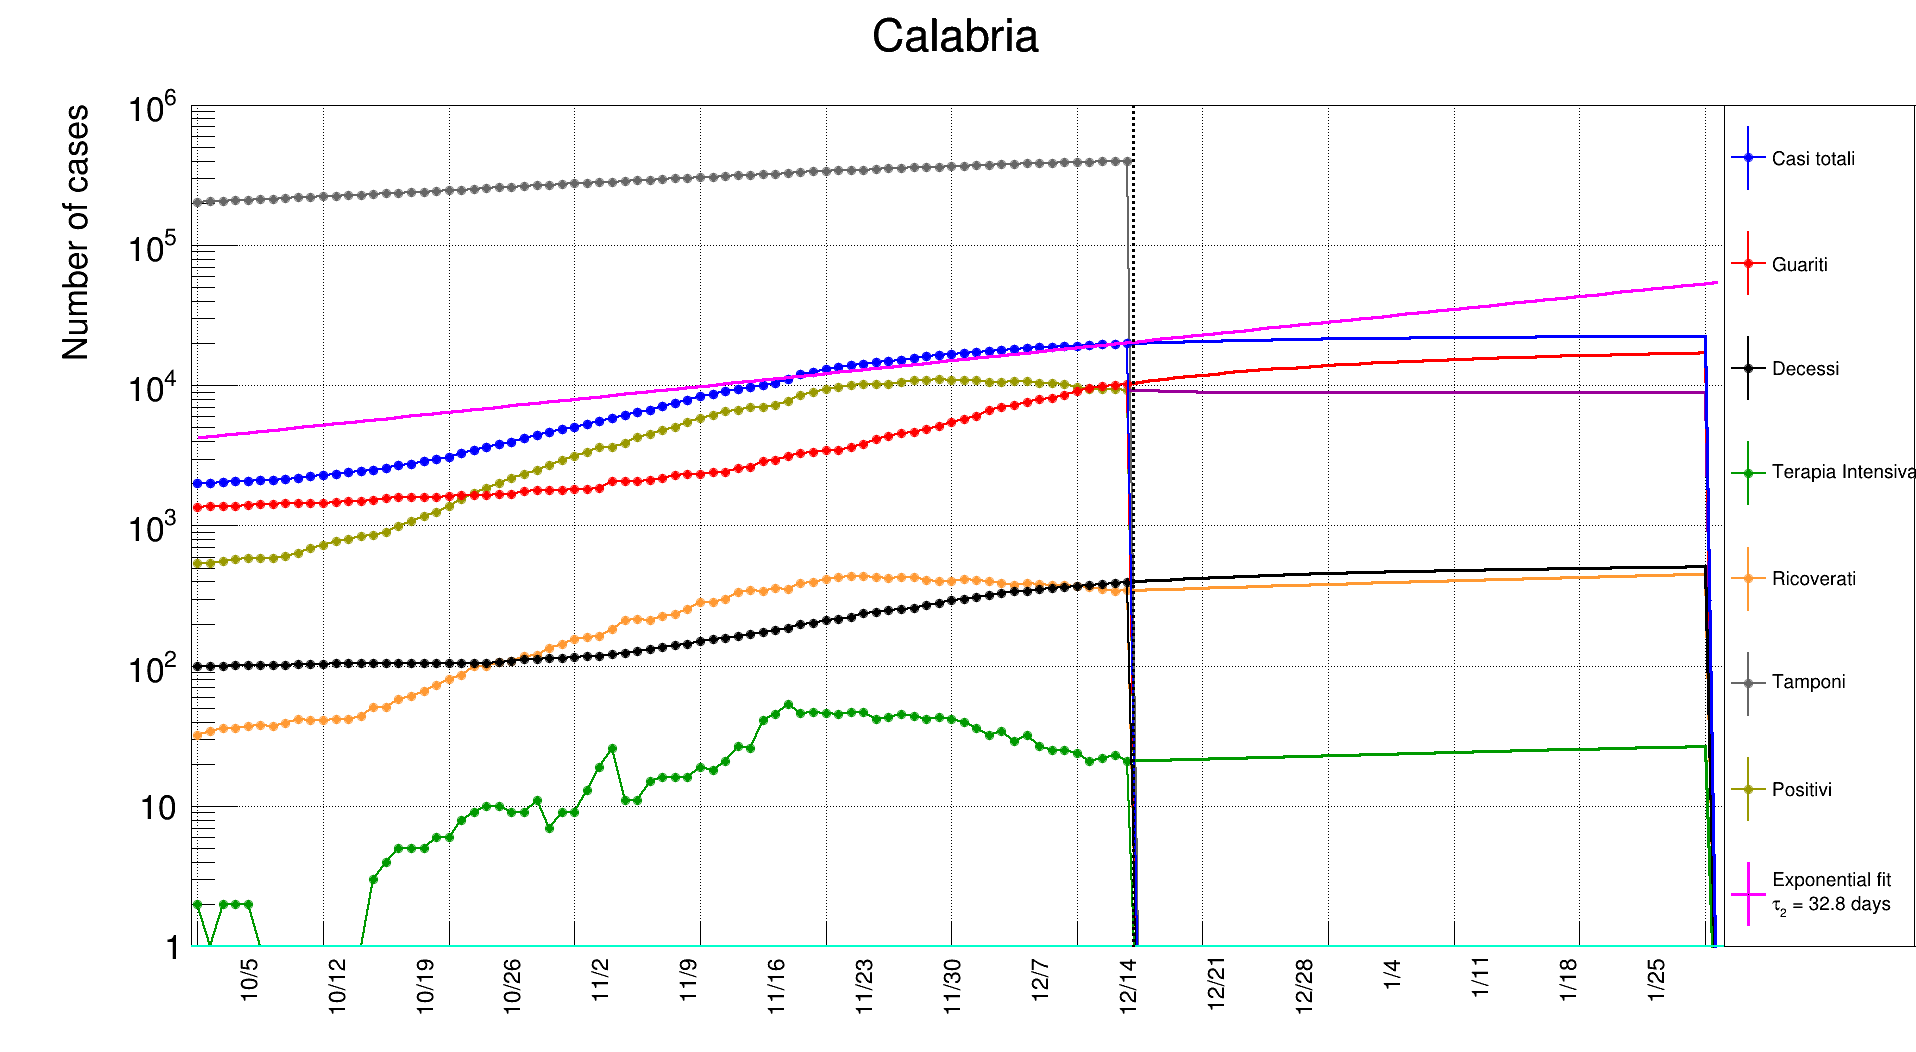 Calabria
Number of cases
10^6
10^5
10^4
10^3
10^2
10
1
10/5
10/12
10/19
10/26
11/2
11/9
11/16
11/23
11/30
12/7
12/14
12/21
12/28
1/4
1/11
1/18
1/25
Casi totali
Guariti
Decessi
Terapia Intensiva
Ricoverati
Tamponi
Positivi
Exponential fit
τ₂ = 32.8 days